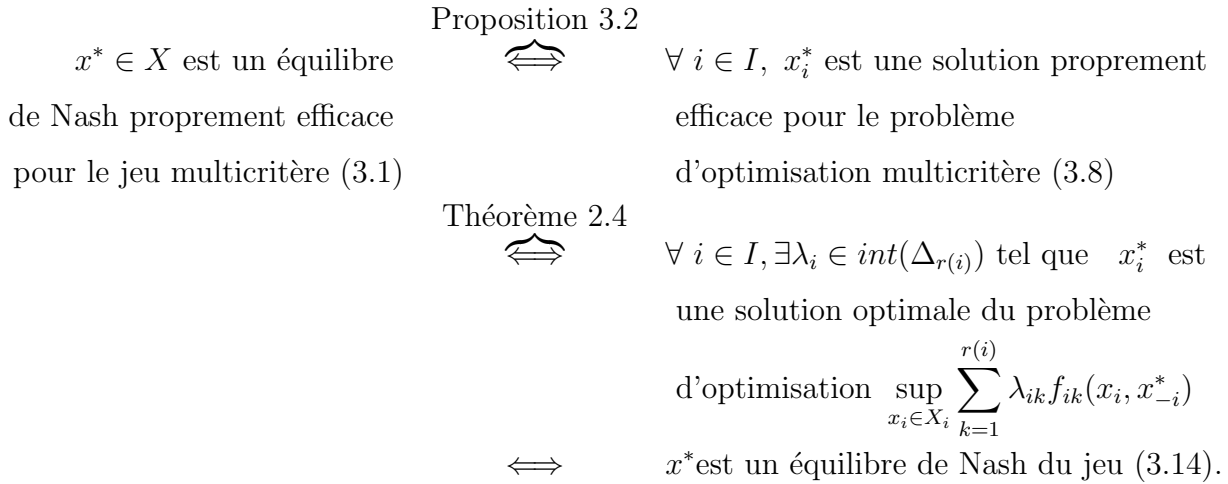 Proposition 3.2
x* ∈ X est un équilibre ⟺ ∀ i ∈ I, x_i^* est une solution proprement
de Nash proprement efficace efficace pour le problème
pour le jeu multicritère (3.1) d'optimisation multicritère (3.8)
Théorème 2.4
⟺ ∀ i ∈ I, ∃λ_i ∈ int(Δ_{r(i)}) tel que x_i^* est
une solution optimale du problème
d'optimisation sup_{x_i∈X_i} ∑_{k=1}^{r(i)} λ_{ik} f_{ik}(x_i, x_{-i}^*)
⟺ x*est un équilibre de Nash du jeu (3.14).